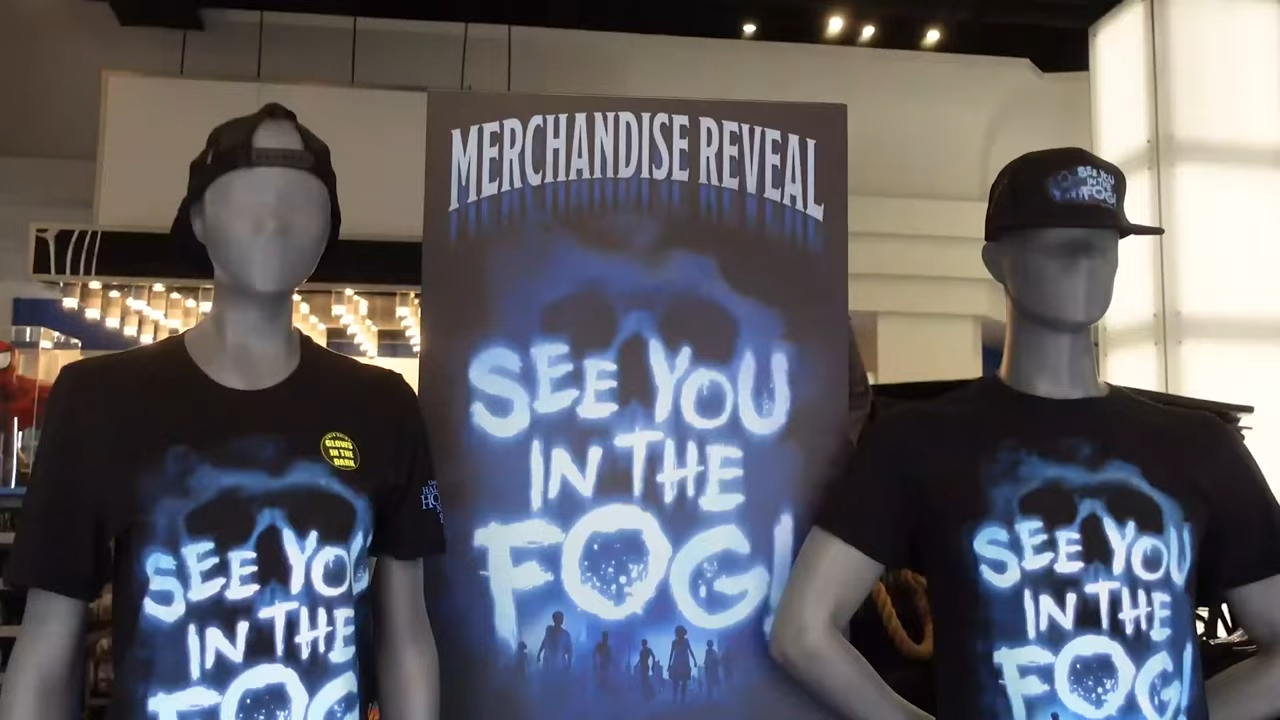 MERCHANDISE REVEAL
SEE YOU
IN THE
FOG!
GLOWS
IN THE
DARK
SEE YOU
IN THE
FOG
SEE YOU
IN THE
FOG!
SEE YOU
IN THE
FOG!